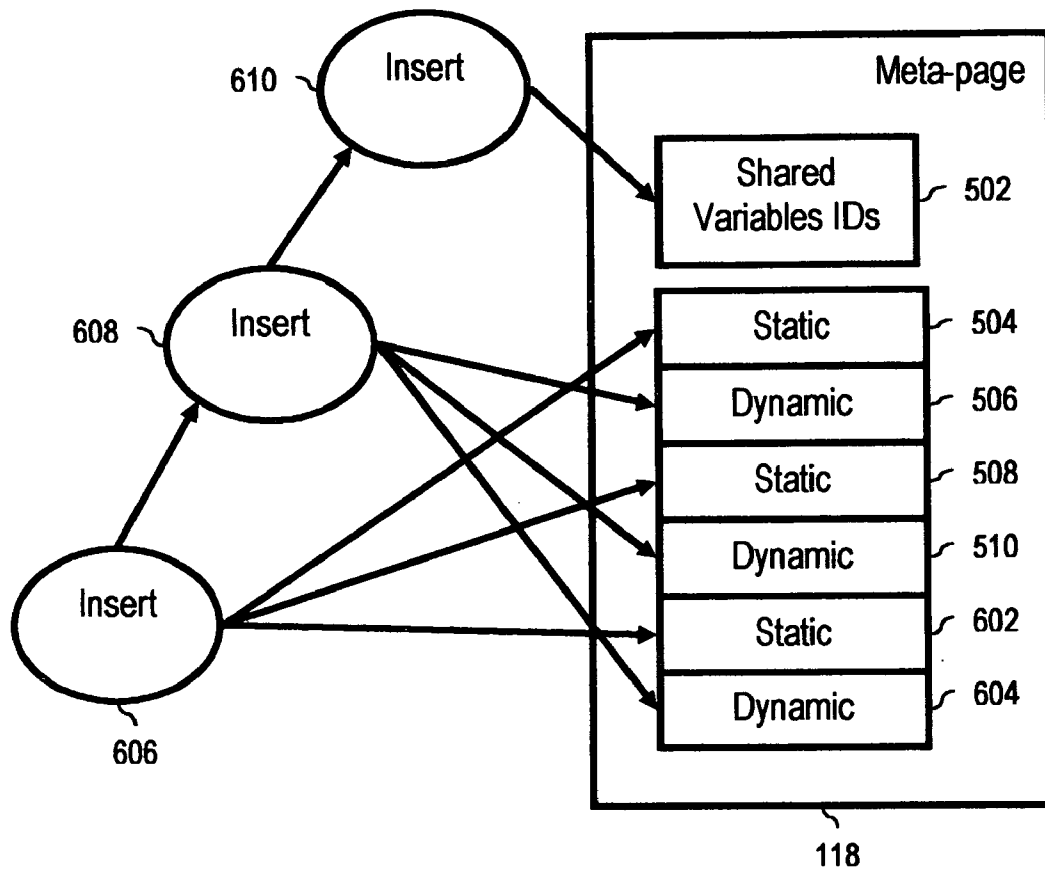 Insert
610
Meta-page
Shared
Variables IDs
502
Insert
608
Static
504
Dynamic
506
Static
508
Dynamic
510
Insert
Static
602
Dynamic
604
606
118